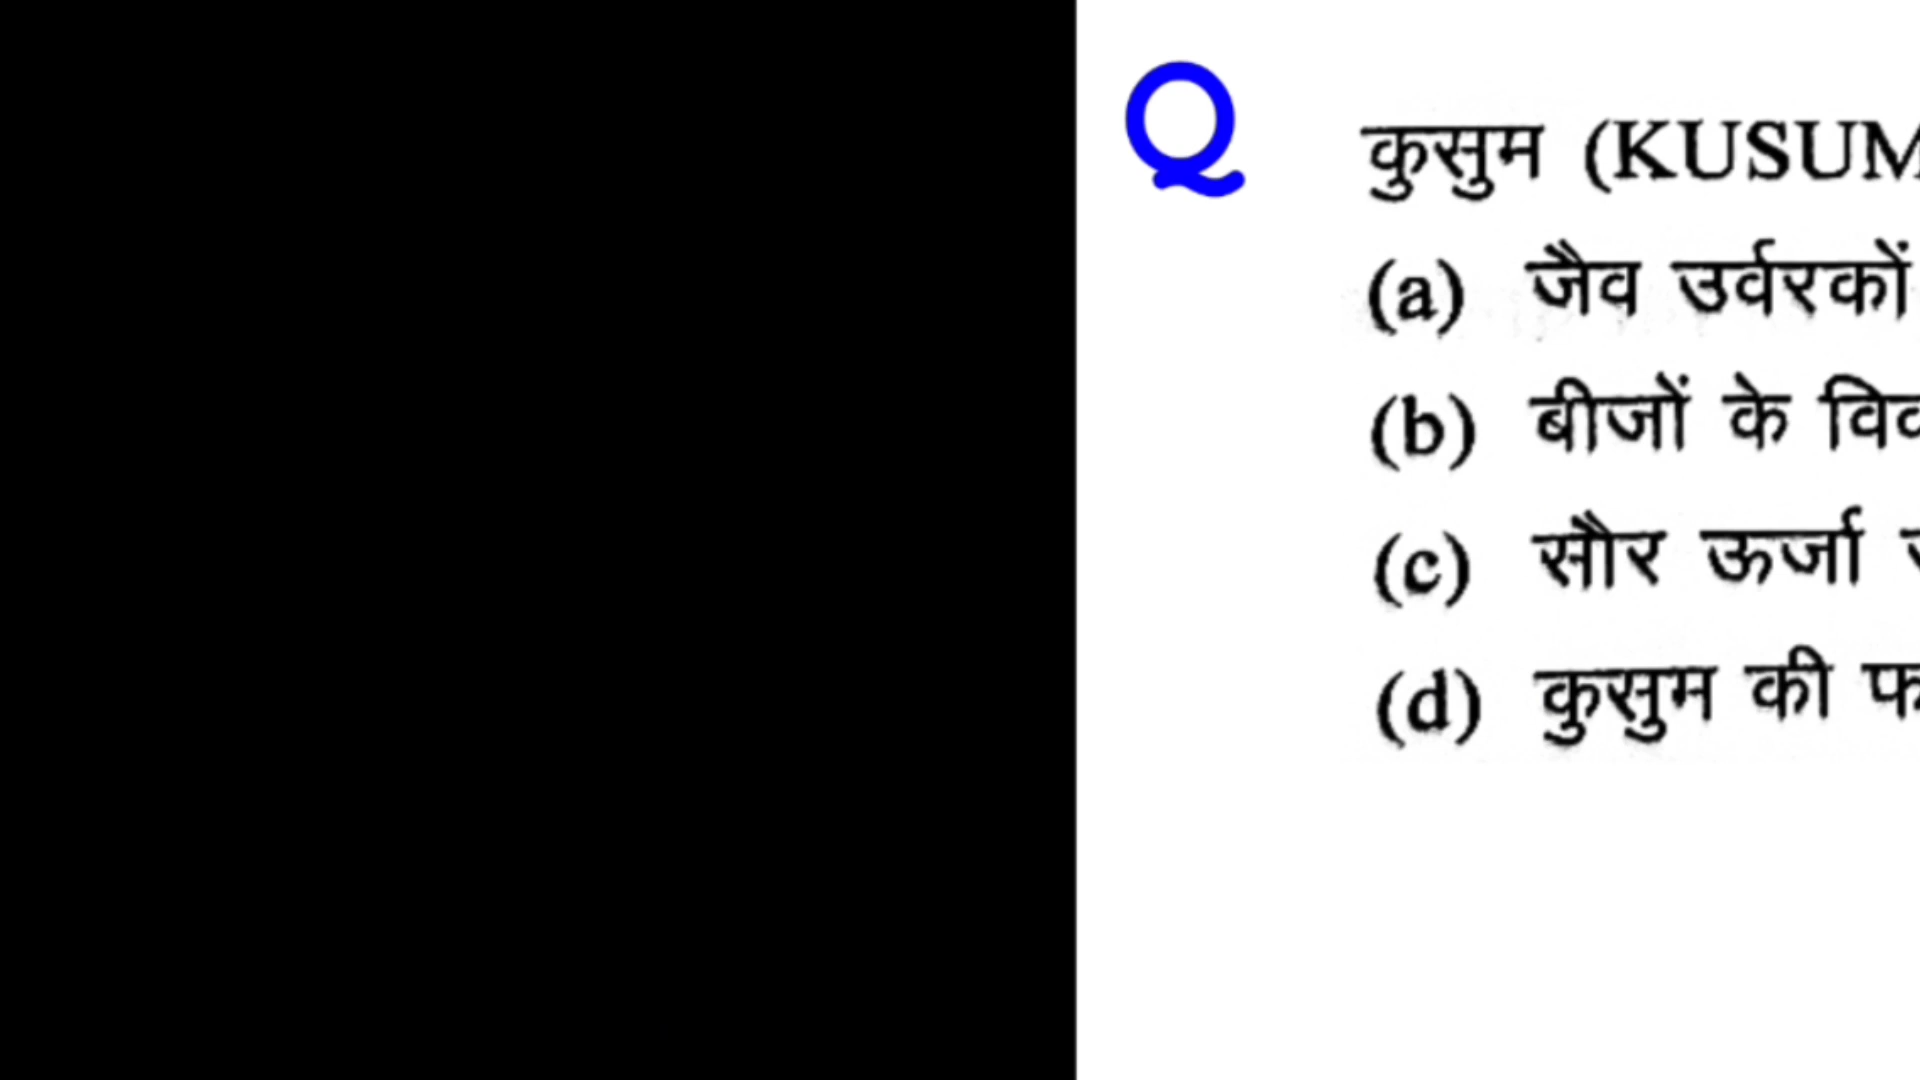 Q
कुसुम (KUSUM
(a) जैव उर्वरकों
(b) बीजों के
(c) सौर ऊर्जा
(d) कुसुम की